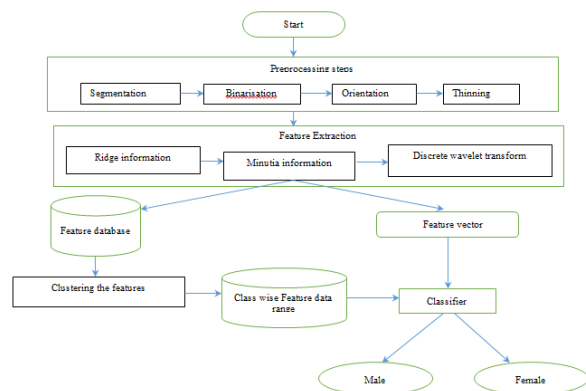 Start
Preprocessing steps
Segmentation
Binarisation
Orientation
Thinning
Feature Extraction
Ridge information
Minutia information
Discrete wavelet transform
Feature database
Feature vector
Clustering the features
Class wise Feature data
range
Classifier
Male
Female